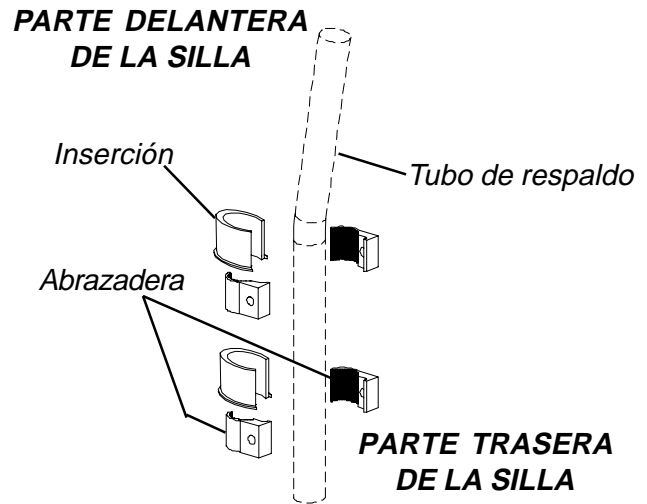 PARTE DELANTERA
DE LA SILLA
Inserción
Tubo de respaldo
Abrazadera
PARTE TRASERA
DE LA SILLA